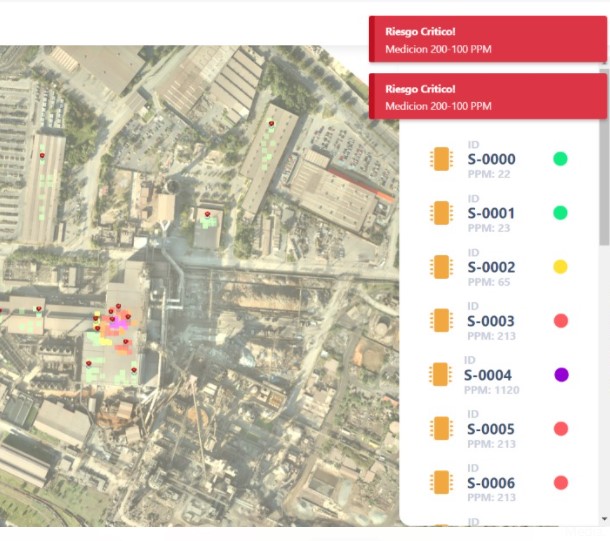 Riesgo Critico!
Medicion 200-100 PPM
Riesgo Critico!
Medicion 200-100 PPM
ID
S-0000
PPM: 22
ID
S-0001
PPM: 23
ID
S-0002
PPM: 65
ID
S-0003
PPM: 213
ID
S-0004
PPM: 1120
ID
S-0005
PPM: 213
ID
S-0006
PPM: 213
ID